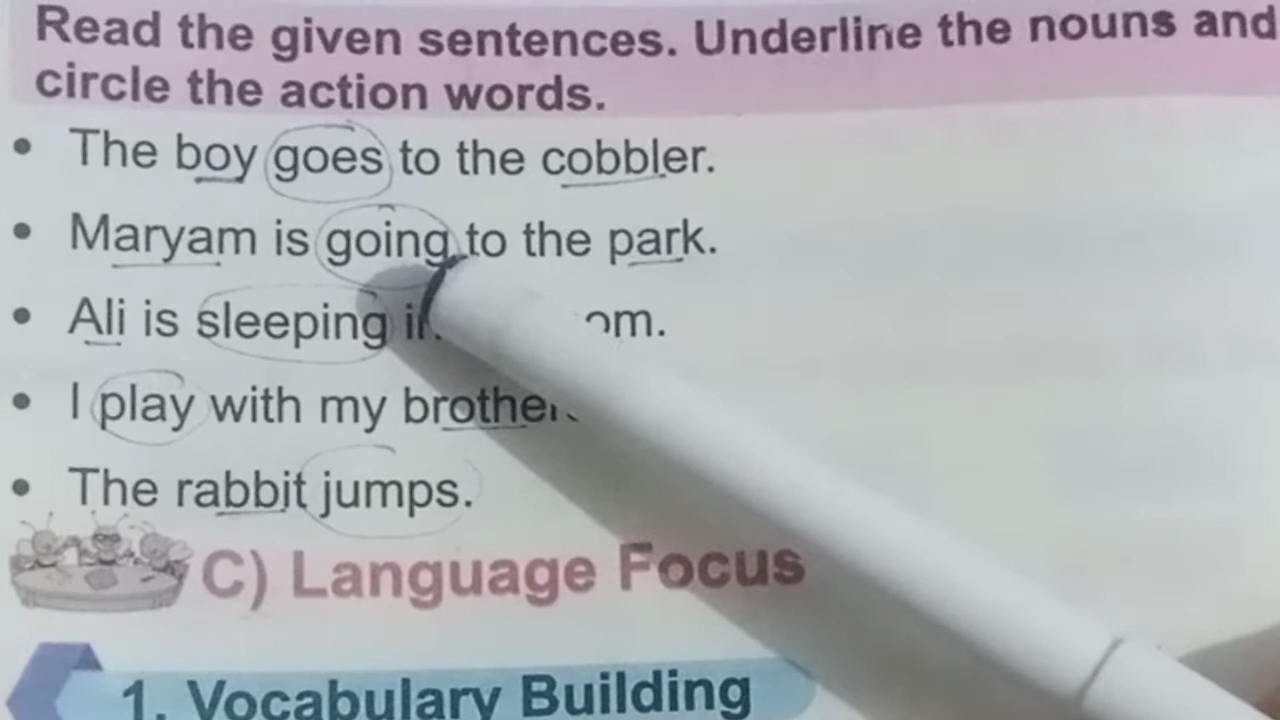 Read the given sentences. Underline the nouns and
circle the action words.
• The boy goes to the cobbler.
• Maryam is going to the park.
• Ali is sleeping
• I play with my
• The rabbit jumps.
C) Language Focus
1. Vocabulary Building